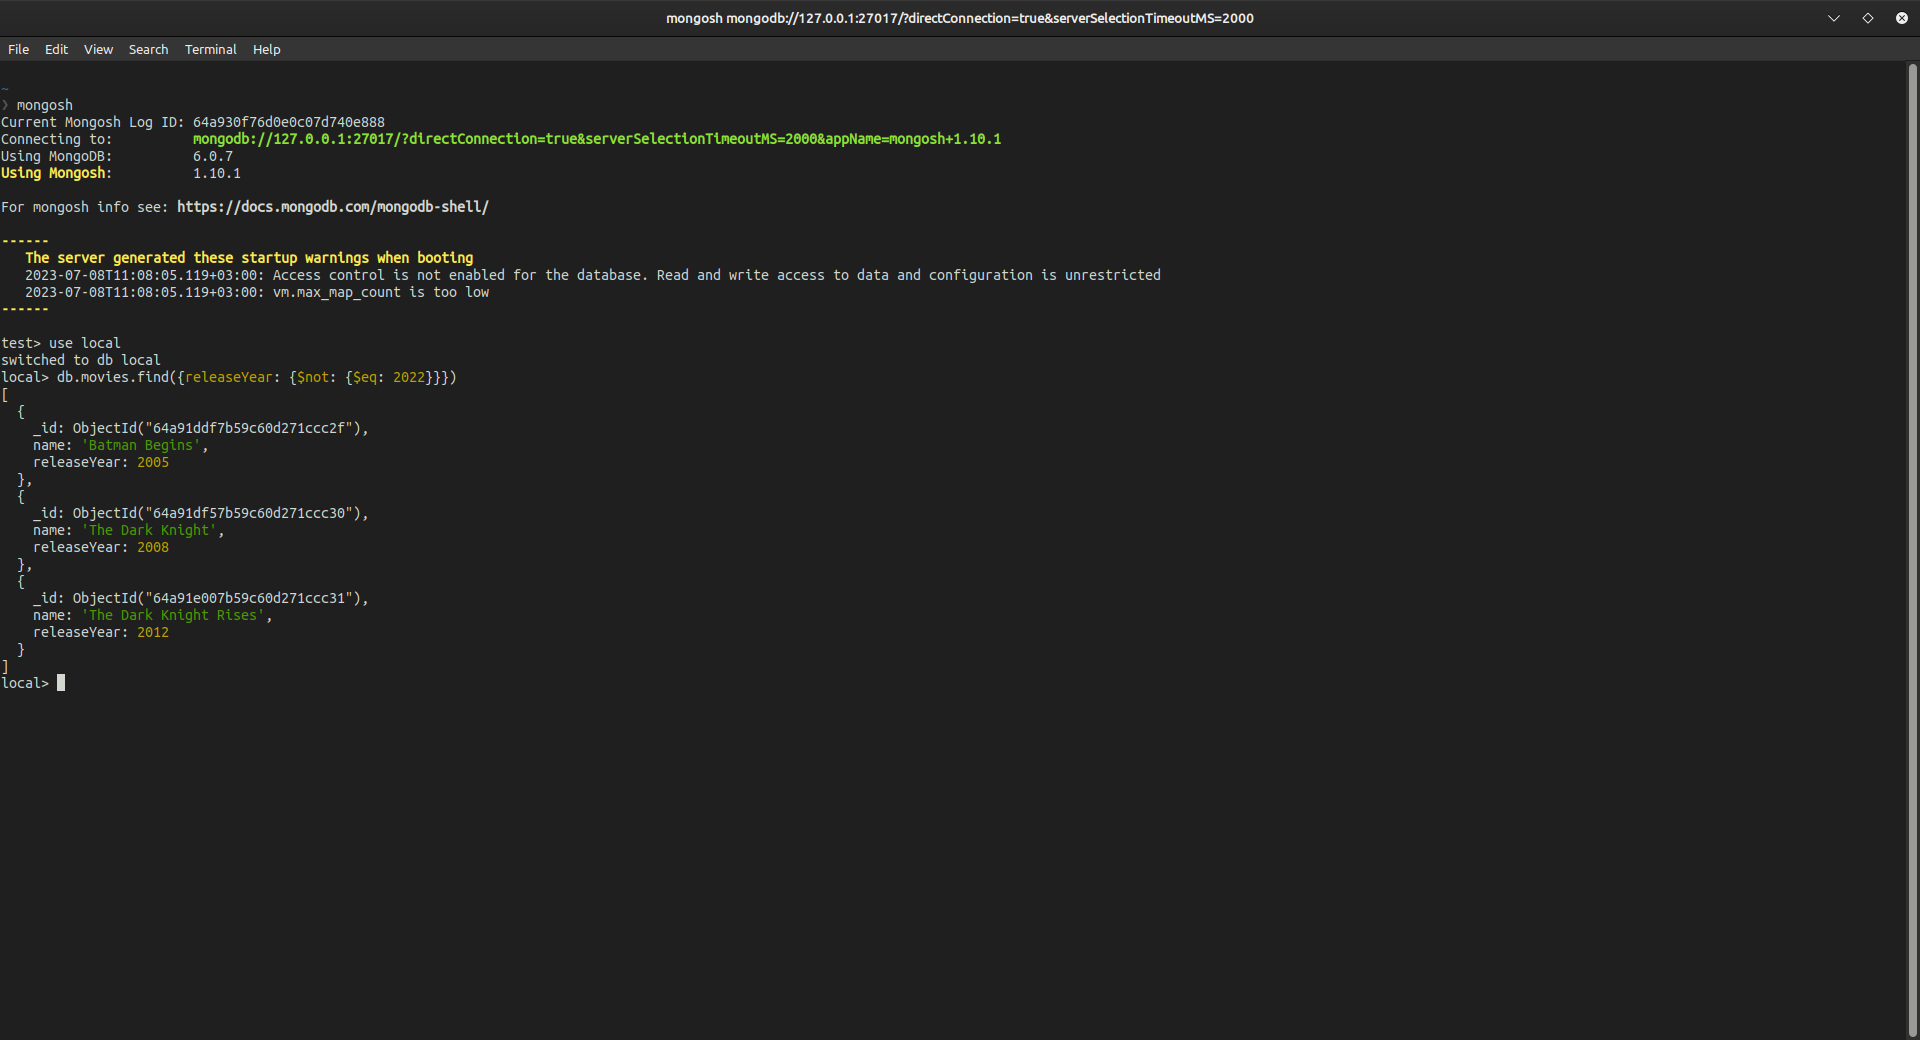 mongosh mongodb://127.0.0.1:27017/?directConnection=true&serverSelectionTimeoutMS=2000
File Edit View Search Terminal Help
~
❯ mongosh
Current Mongosh Log ID: 64a930f76d0e0c07d740e888
Connecting to: mongodb://127.0.0.1:27017/?directConnection=true&serverSelectionTimeoutMS=2000&appName=mongosh+1.10.1
Using MongoDB: 6.0.7
Using Mongosh: 1.10.1
For mongosh info see: https://docs.mongodb.com/mongodb-shell/
------
The server generated these startup warnings when booting
2023-07-08T11:08:05.119+03:00: Access control is not enabled for the database. Read and write access to data and configuration is unrestricted
2023-07-08T11:08:05.119+03:00: vm.max_map_count is too low
------
test> use local
switched to db local
local> db.movies.find({releaseYear: {$not: {$eq: 2022}}})
[
  {
    _id: ObjectId("64a91ddf7b59c60d271ccc2f"),
    name: 'Batman Begins',
    releaseYear: 2005
  },
  {
    _id: ObjectId("64a91df57b59c60d271ccc30"),
    name: 'The Dark Knight',
    releaseYear: 2008
  },
  {
    _id: ObjectId("64a91e007b59c60d271ccc31"),
    name: 'The Dark Knight Rises',
    releaseYear: 2012
  }
]
local>